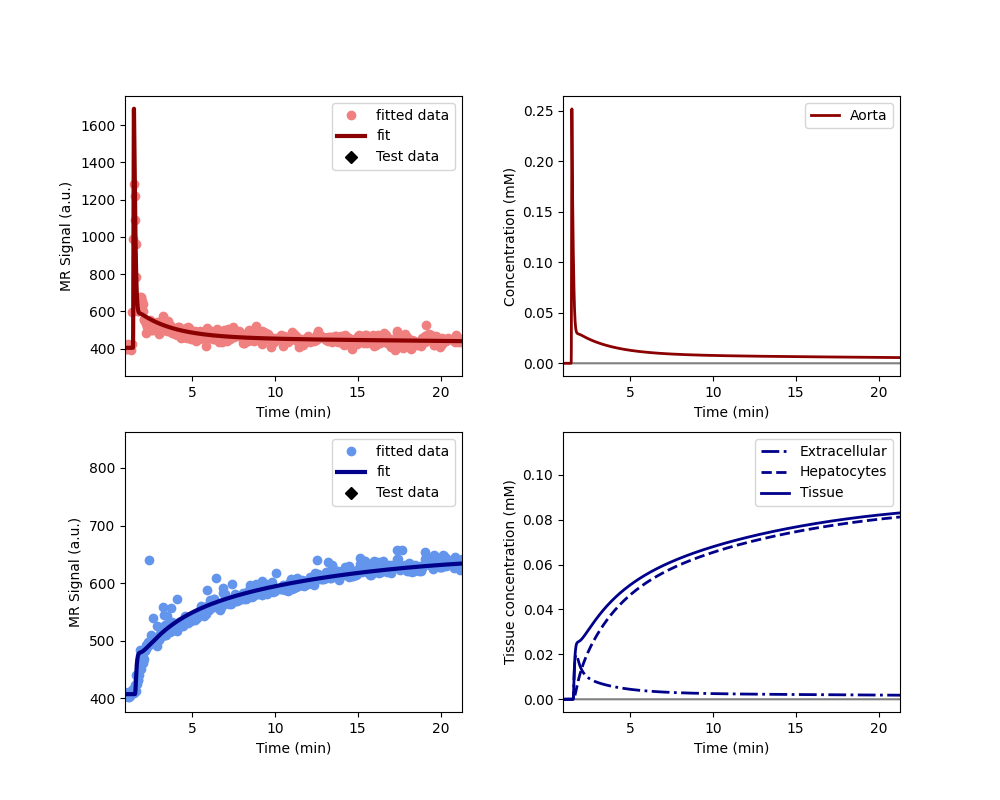 MR Signal (a.u.)
1600
1400
1200
1000
800
600
400
5
10
15
20
Time (min)
fitted data
fit
Test data
Concentration (mM)
0.25
0.20
0.15
0.10
0.05
0.00
5
10
15
20
Time (min)
Aorta
MR Signal (a.u.)
800
700
600
500
400
5
10
15
20
Time (min)
fitted data
fit
Test data
Tissue concentration (mM)
0.10
0.08
0.06
0.04
0.02
0.00
5
10
15
20
Time (min)
Extracellular
Hepatocytes
Tissue